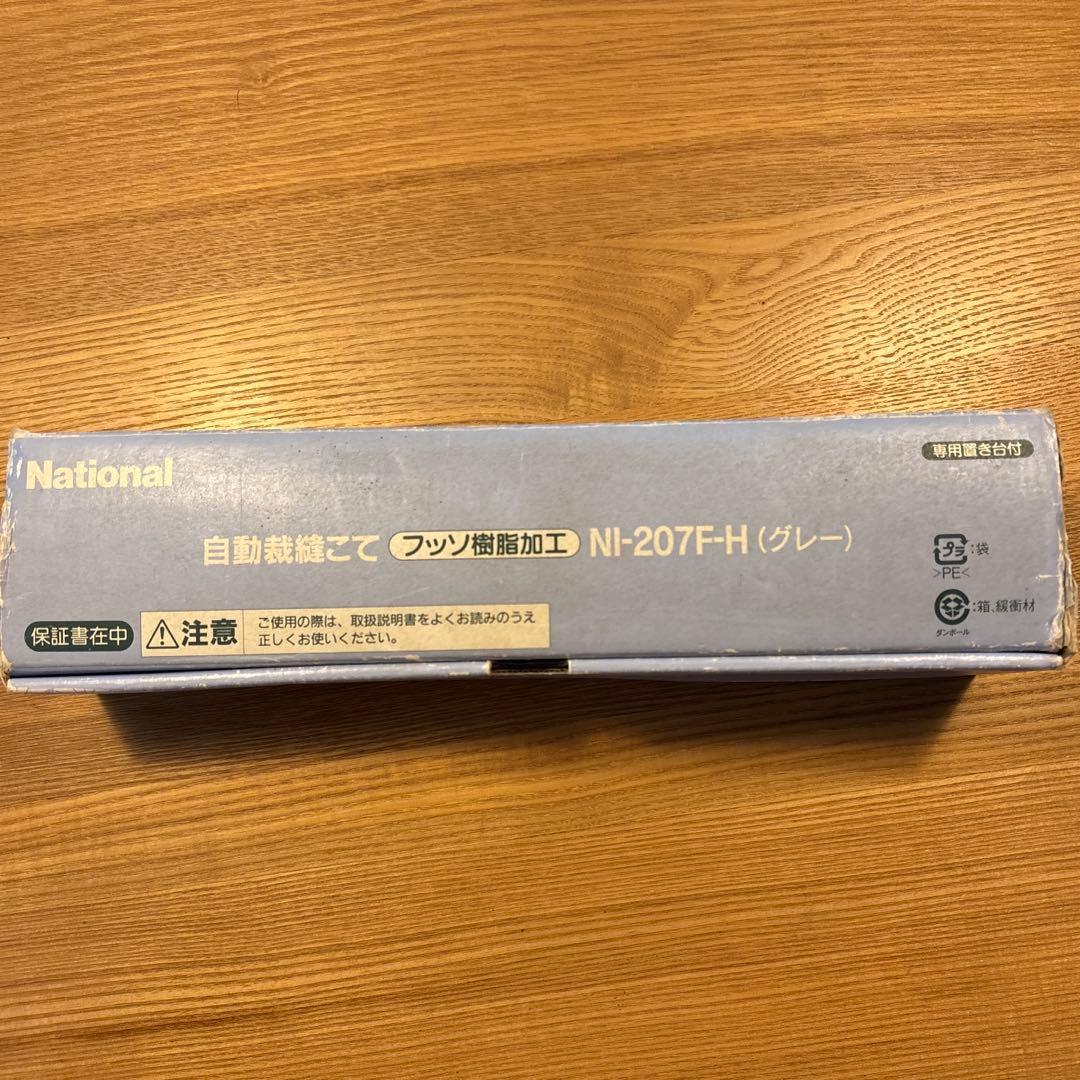 National
専用置き台付
自動裁縫こて フッソ樹脂加工 NI-207F-H(グレー)
プラ :袋
>PE<
:箱、緩衝材
ダンボール
保証書在中
注意
ご使用の際は、取扱説明書をよくお読みのうえ
正しくお使いください。